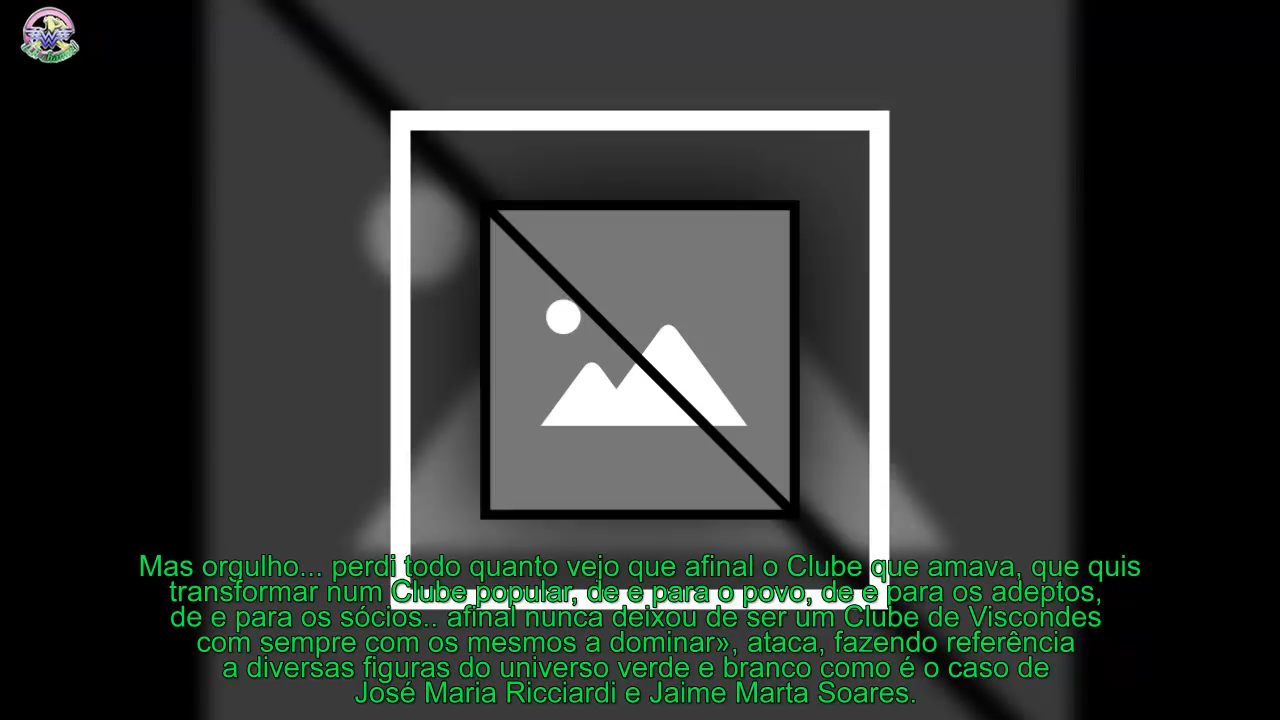 Mas orgulho... perdi todo quanto vejo que afinal o Clube que amava, que quis
transformar num Clube popular, de e para o povo, de e para os adeptos,
de e para os sócios.. afinal nunca deixou de ser um Clube de Viscondes
com sempre com os mesmos a dominar», ataca, fazendo referência
a diversas figuras do universo verde e branco como é o caso de
José Maria Ricciardi e Jaime Marta Soares.